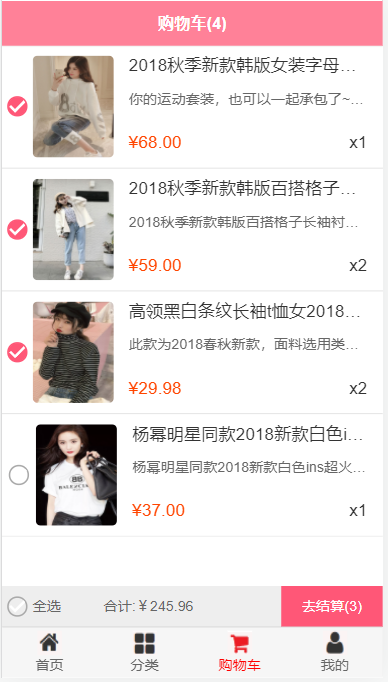 购物车(4)
2018秋季新款韩版女装字母…
你的运动套装，也可以一起承包了~…
¥68.00 x1
2018秋季新款韩版百搭格子…
2018秋季新款韩版百搭格子长袖衬…
¥59.00 x2
高领黑白条纹长袖t恤女2018…
此款为2018春秋新款，面料选用类…
¥29.98 x2
杨幂明星同款2018新款白色i…
杨幂明星同款2018新款白色ins超火…
¥37.00 x1
全选 合计:￥245.96 去结算(3)
首页 分类 购物车 我的